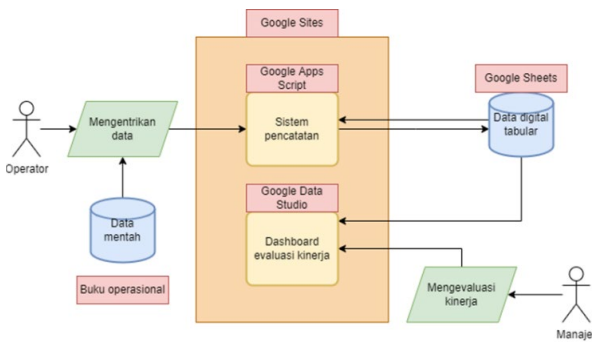 Google Sites
Google Apps
Script
Google Sheets
Mengentrikan
data
Sistem
pencatatan
Data digital
tabular
Operator
Google Data
Studio
Data
mentah
Dashboard
evaluasi kinerja
Buku operasional
Mengevaluasi
kinerja
Manaje